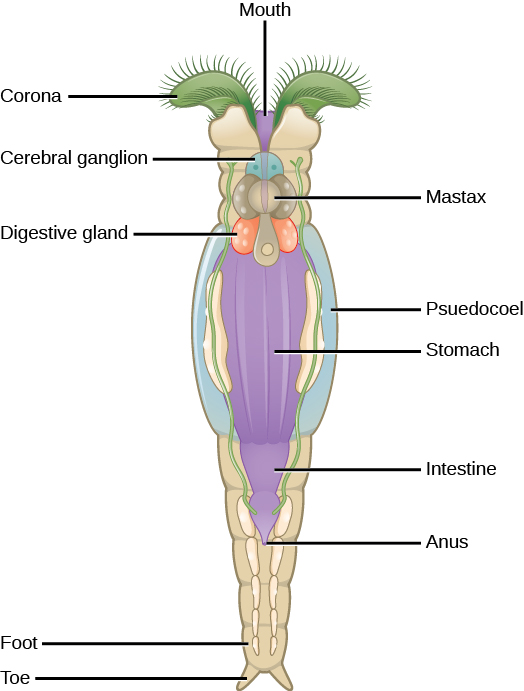 Mouth
Corona
Cerebral ganglion
Mastax
Digestive gland
Psuedocoel
Stomach
Intestine
Anus
Foot
Toe